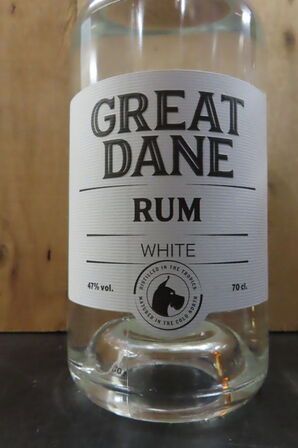 GREAT
DANE
RUM
WHITE
47% vol.
70 cl.
DISTILLED IN THE TROPICS
MATURED IN THE COLD NORTH